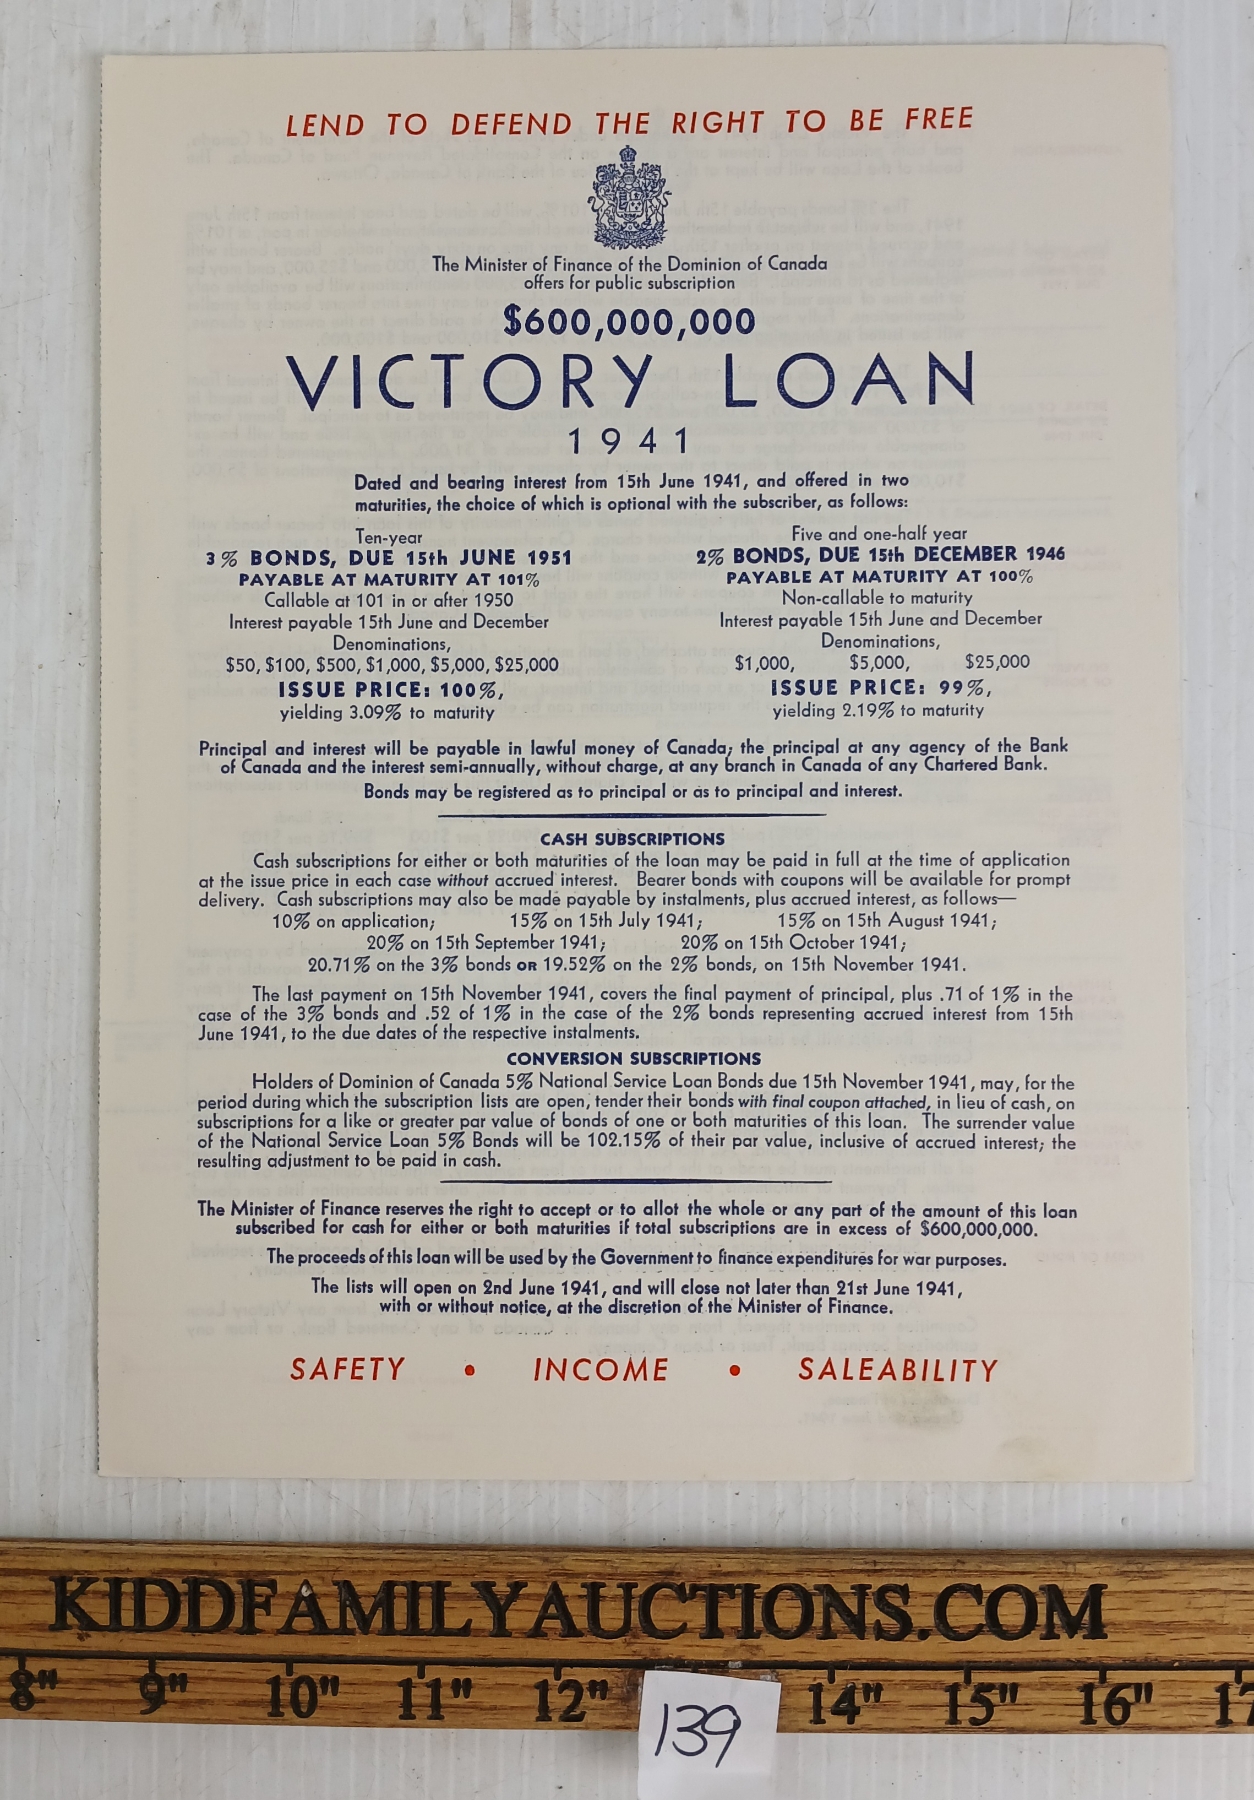 LEND TO DEFEND THE RIGHT TO BE FREE
The Minister of Finance of the Dominion of Canada
offers for public subscription
$600,000,000
VICTORY LOAN
1941
Dated and bearing interest from 15th June 1941, and offered in two
maturities, the choice of which is optional with the subscriber, as follows:
Ten-year
3% BONDS, DUE 15th JUNE 1951
PAYABLE AT MATURITY AT 101%
Callable at 101 in or after 1950
Interest payable 15th June and December
Denominations,
$50, $100, $500, $1,000, $5,000, $25,000
ISSUE PRICE: 100%,
yielding 3.09% to maturity
Five and one-half year
2% BONDS, DUE 15th DECEMBER 1946
PAYABLE AT MATURITY AT 100%
Non-callable to maturity
Interest payable 15th June and December
Denominations,
$1,000, $5,000, $25,000
ISSUE PRICE: 99%,
yielding 2.19% to maturity
Principal and interest will be payable in lawful money of Canada; the principal at any agency of the Bank
of Canada and the interest semi-annually, without charge, at any branch in Canada of any Chartered Bank.
Bonds may be registered as to principal or as to principal and interest.
CASH SUBSCRIPTIONS
Cash subscriptions for either or both maturities of the loan may be paid in full at the time of application
at the issue price in each case without accrued interest. Bearer bonds with coupons will be available for prompt
delivery. Cash subscriptions may also be made payable by instalments, plus accrued interest, as follows—
10% on application; 15% on 15th July 1941; 15% on 15th August 1941;
20% on 15th September 1941; 20% on 15th October 1941;
20.71% on the 3% bonds OR 19.52% on the 2% bonds, on 15th November 1941.
The last payment on 15th November 1941, covers the final payment of principal, plus .71 of 1% in the
case of the 3% bonds and .52 of 1% in the case of the 2% bonds representing accrued interest from 15th
June 1941, to the due dates of the respective instalments.
CONVERSION SUBSCRIPTIONS
Holders of Dominion of Canada 5% National Service Loan Bonds due 15th November 1941, may, for the
period during which the subscription lists are open, tender their bonds with final coupon attached, in lieu of cash, on
subscriptions for a like or greater par value of bonds of one or both maturities of this loan. The surrender value
of the National Service Loan 5% Bonds will be 102.15% of their par value, inclusive of accrued interest; the
resulting adjustment to be paid in cash.
The Minister of Finance reserves the right to accept or to allot the whole or any part of the amount of this loan
subscribed for cash for either or both maturities if total subscriptions are in excess of $600,000,000.
The proceeds of this loan will be used by the Government to finance expenditures for war purposes.
The lists will open on 2nd June 1941, and will close not later than 21st June 1941,
with or without notice, at the discretion of the Minister of Finance.
SAFETY • INCOME • SALEABILITY
KIDDFAMILYAUCTIONS.COM
8" 9" 10" 11" 12" 14" 15" 16" 17
139